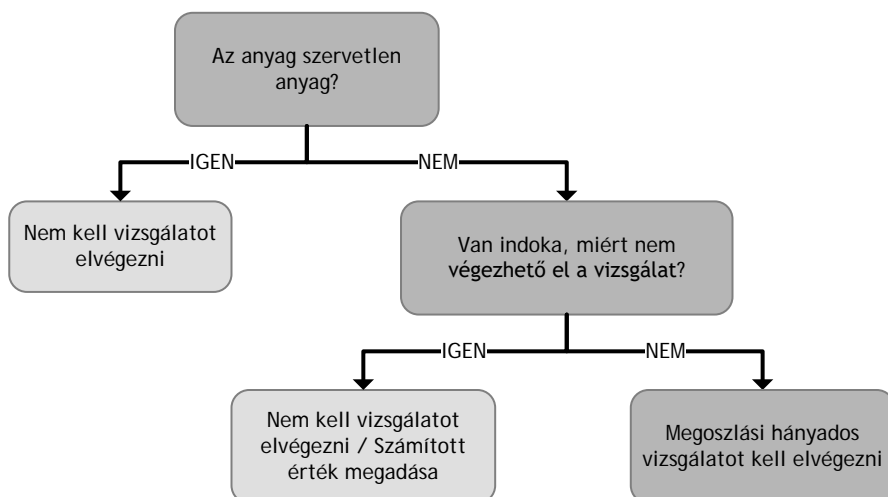 Az anyag szervetlen
anyag?
IGEN
NEM
Nem kell vizsgálatot
elvégezni
Van indoka, miért nem
végezhető el a vizsgálat?
IGEN
NEM
Nem kell vizsgálatot
elvégezni / Számított
érték megadása
Megoszlási hányados
vizsgálatot kell elvégezni